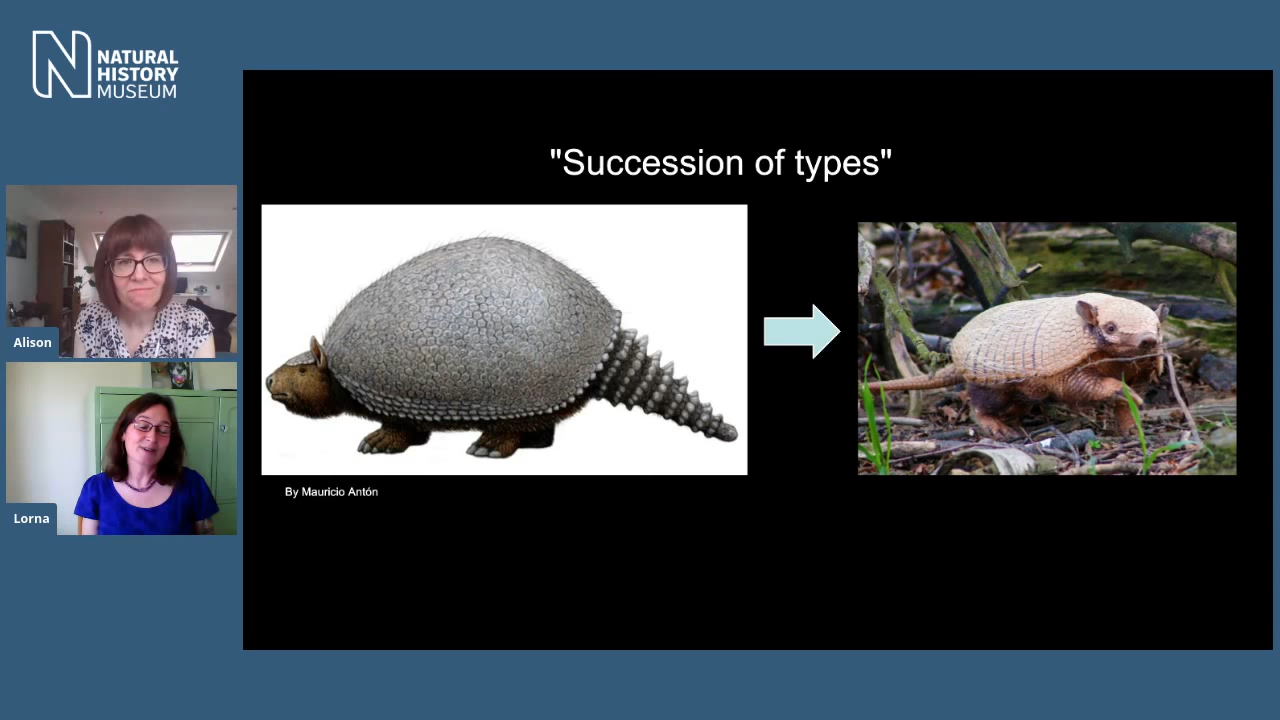 NATURAL
HISTORY
MUSEUM
"Succession of types"
Alison
By Mauricio Antón
Lorna